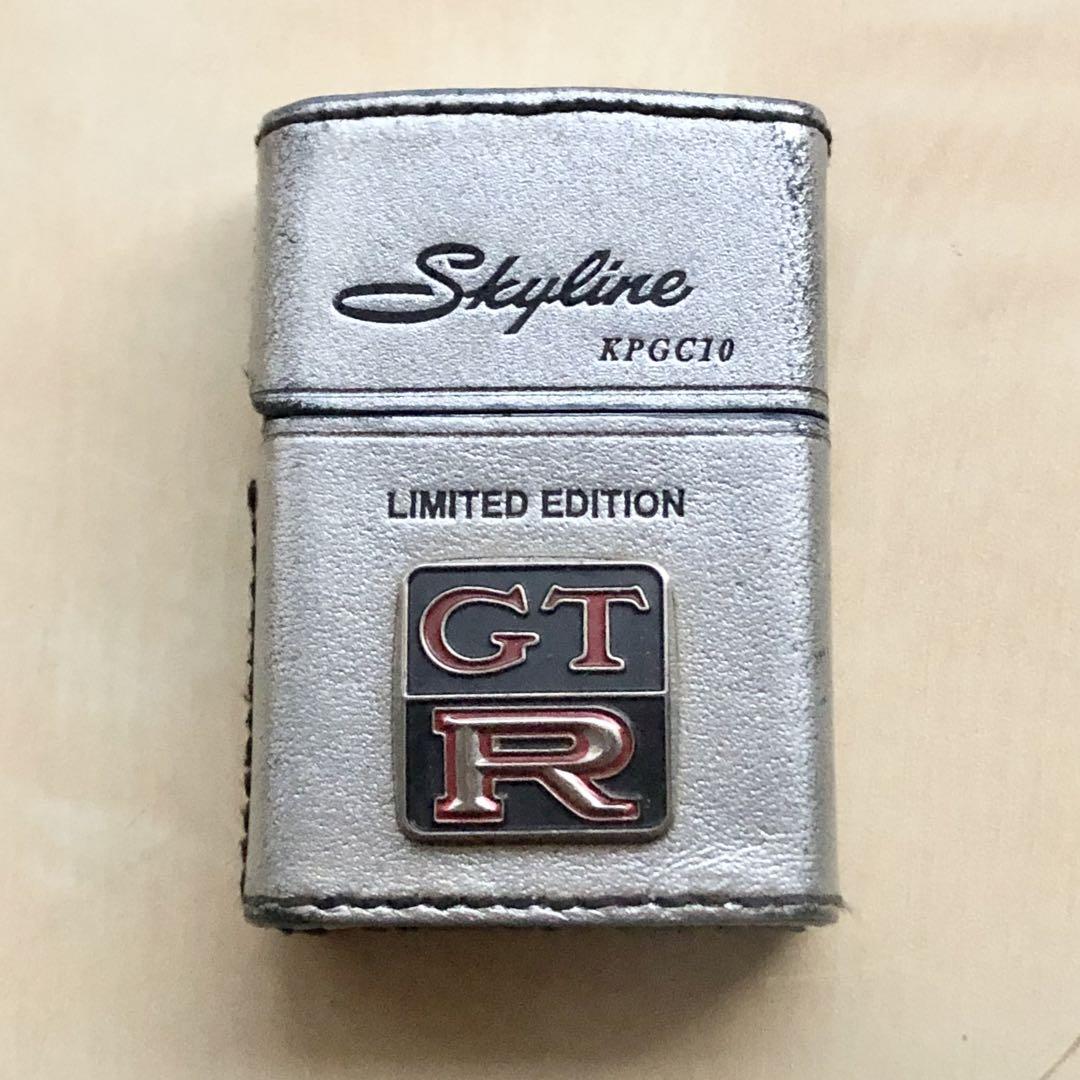 Skyline
KPGC10
LIMITED EDITION
GT
R